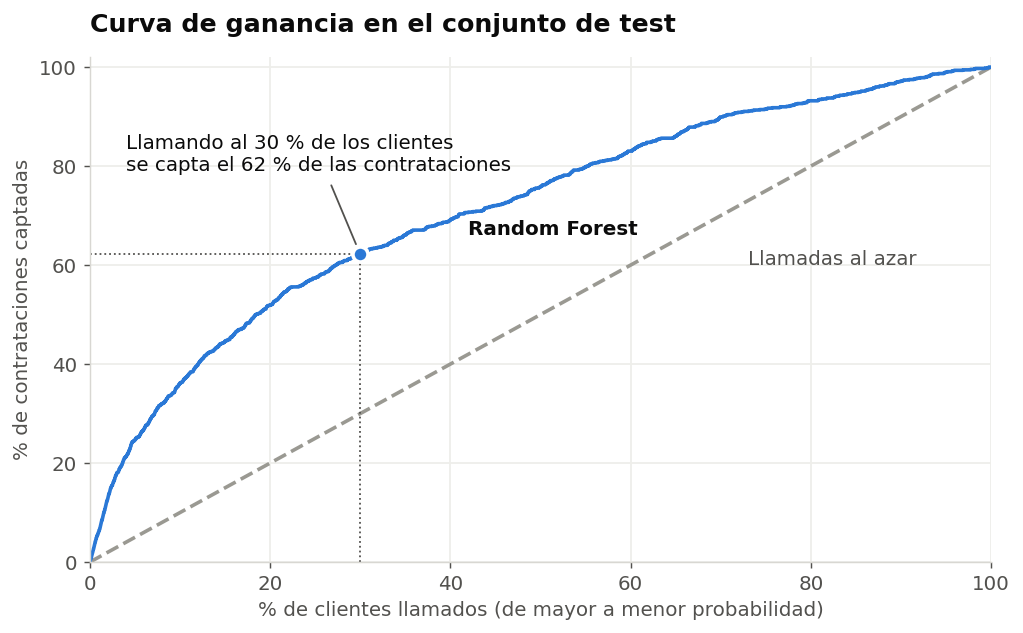 Curva de ganancia en el conjunto de test
% de contrataciones captadas
100
80
60
40
20
0
Llamando al 30 % de los clientes
se capta el 62 % de las contrataciones
Random Forest
Llamadas al azar
0
20
40
60
80
100
% de clientes llamados (de mayor a menor probabilidad)